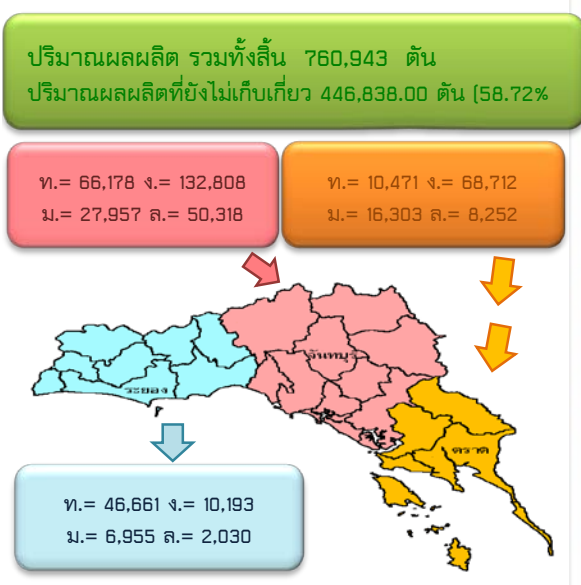 ปริมาณผลผลิต รวมทั้งสิ้น 760,943 ตัน
ปริมาณผลผลิตที่ยังไม่เก็บเกี่ยว 446,838.00 ตัน (58.72%
ท.= 66,178 ง.= 132,808
ม.= 27,957 ล.= 50,318
ท.= 10,471 ง.= 68,712
ม.= 16,303 ล.= 8,252
จันทบุรี
ระยอง
ตราด
ท.= 46,661 ง.= 10,193
ม.= 6,955 ล.= 2,030